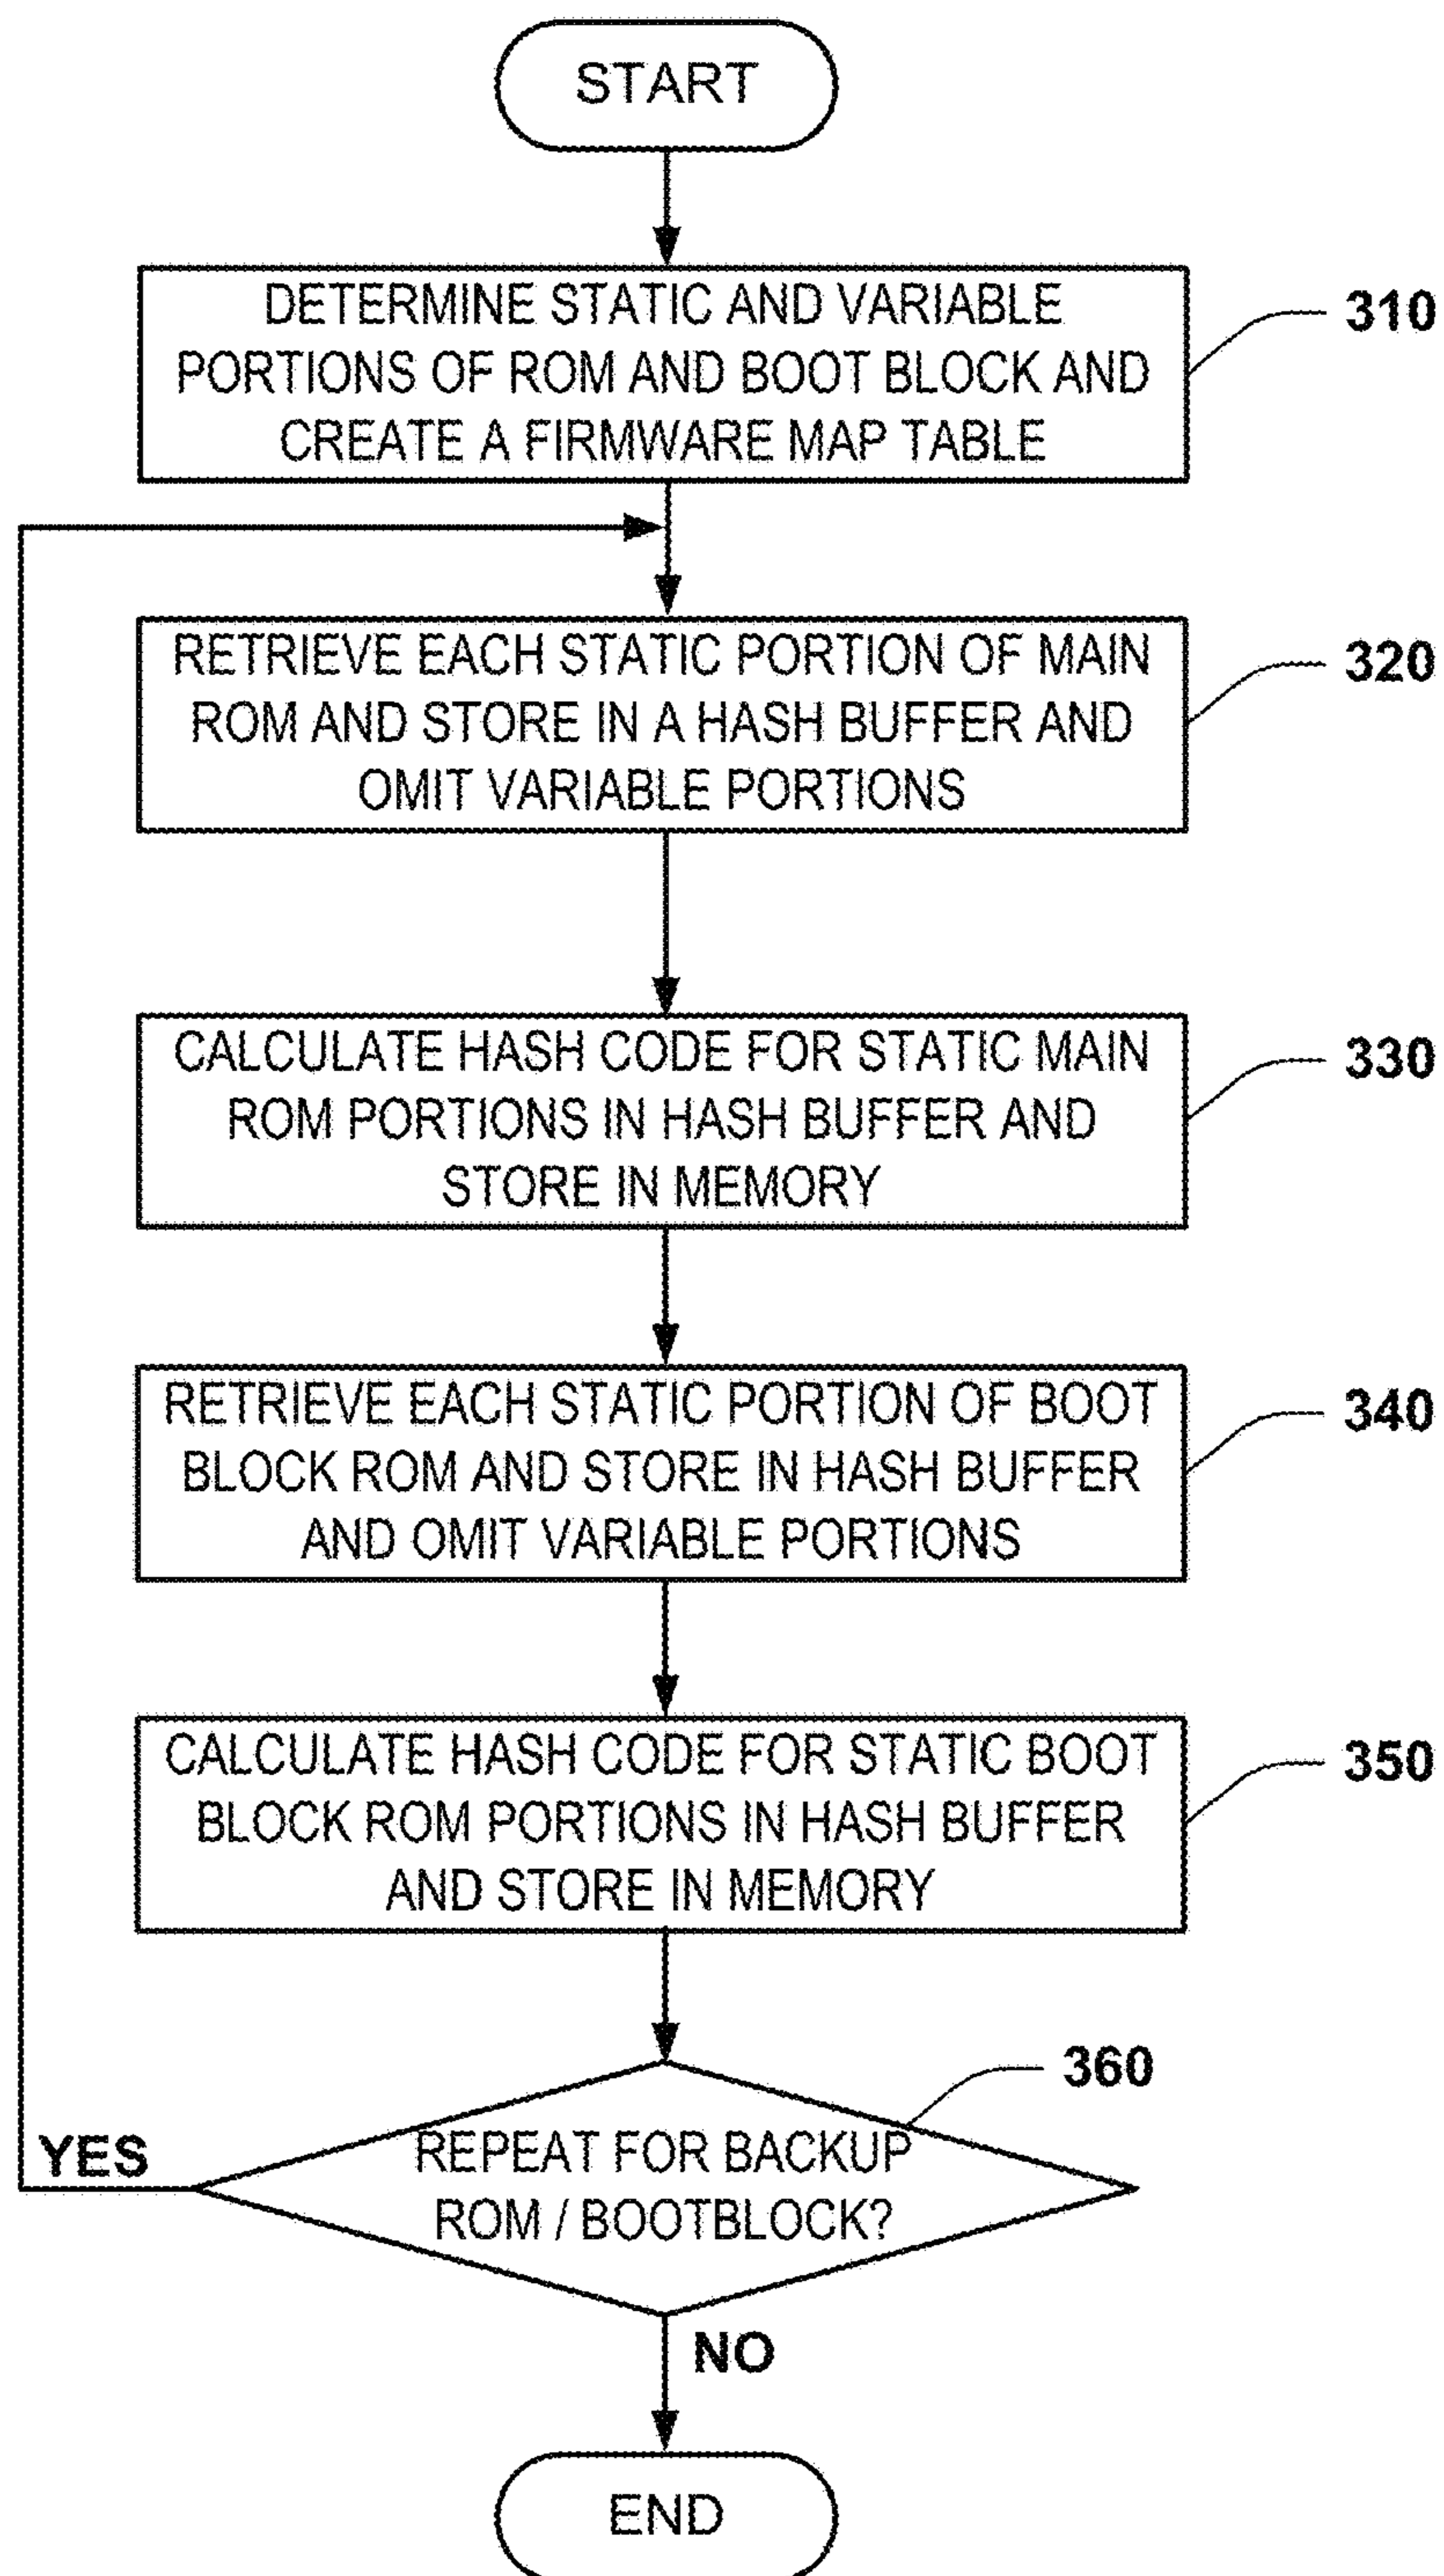 START
DETERMINE STATIC AND VARIABLE
PORTIONS OF ROM AND BOOT BLOCK AND
CREATE A FIRMWARE MAP TABLE
310
RETRIEVE EACH STATIC PORTION OF MAIN
ROM AND STORE IN A HASH BUFFER AND
OMIT VARIABLE PORTIONS
320
CALCULATE HASH CODE FOR STATIC MAIN
ROM PORTIONS IN HASH BUFFER AND
STORE IN MEMORY
330
RETRIEVE EACH STATIC PORTION OF BOOT
BLOCK ROM AND STORE IN HASH BUFFER
AND OMIT VARIABLE PORTIONS
340
CALCULATE HASH CODE FOR STATIC BOOT
BLOCK ROM PORTIONS IN HASH BUFFER
AND STORE IN MEMORY
350
360
YES
REPEAT FOR BACKUP
ROM / BOOTBLOCK?
NO
END